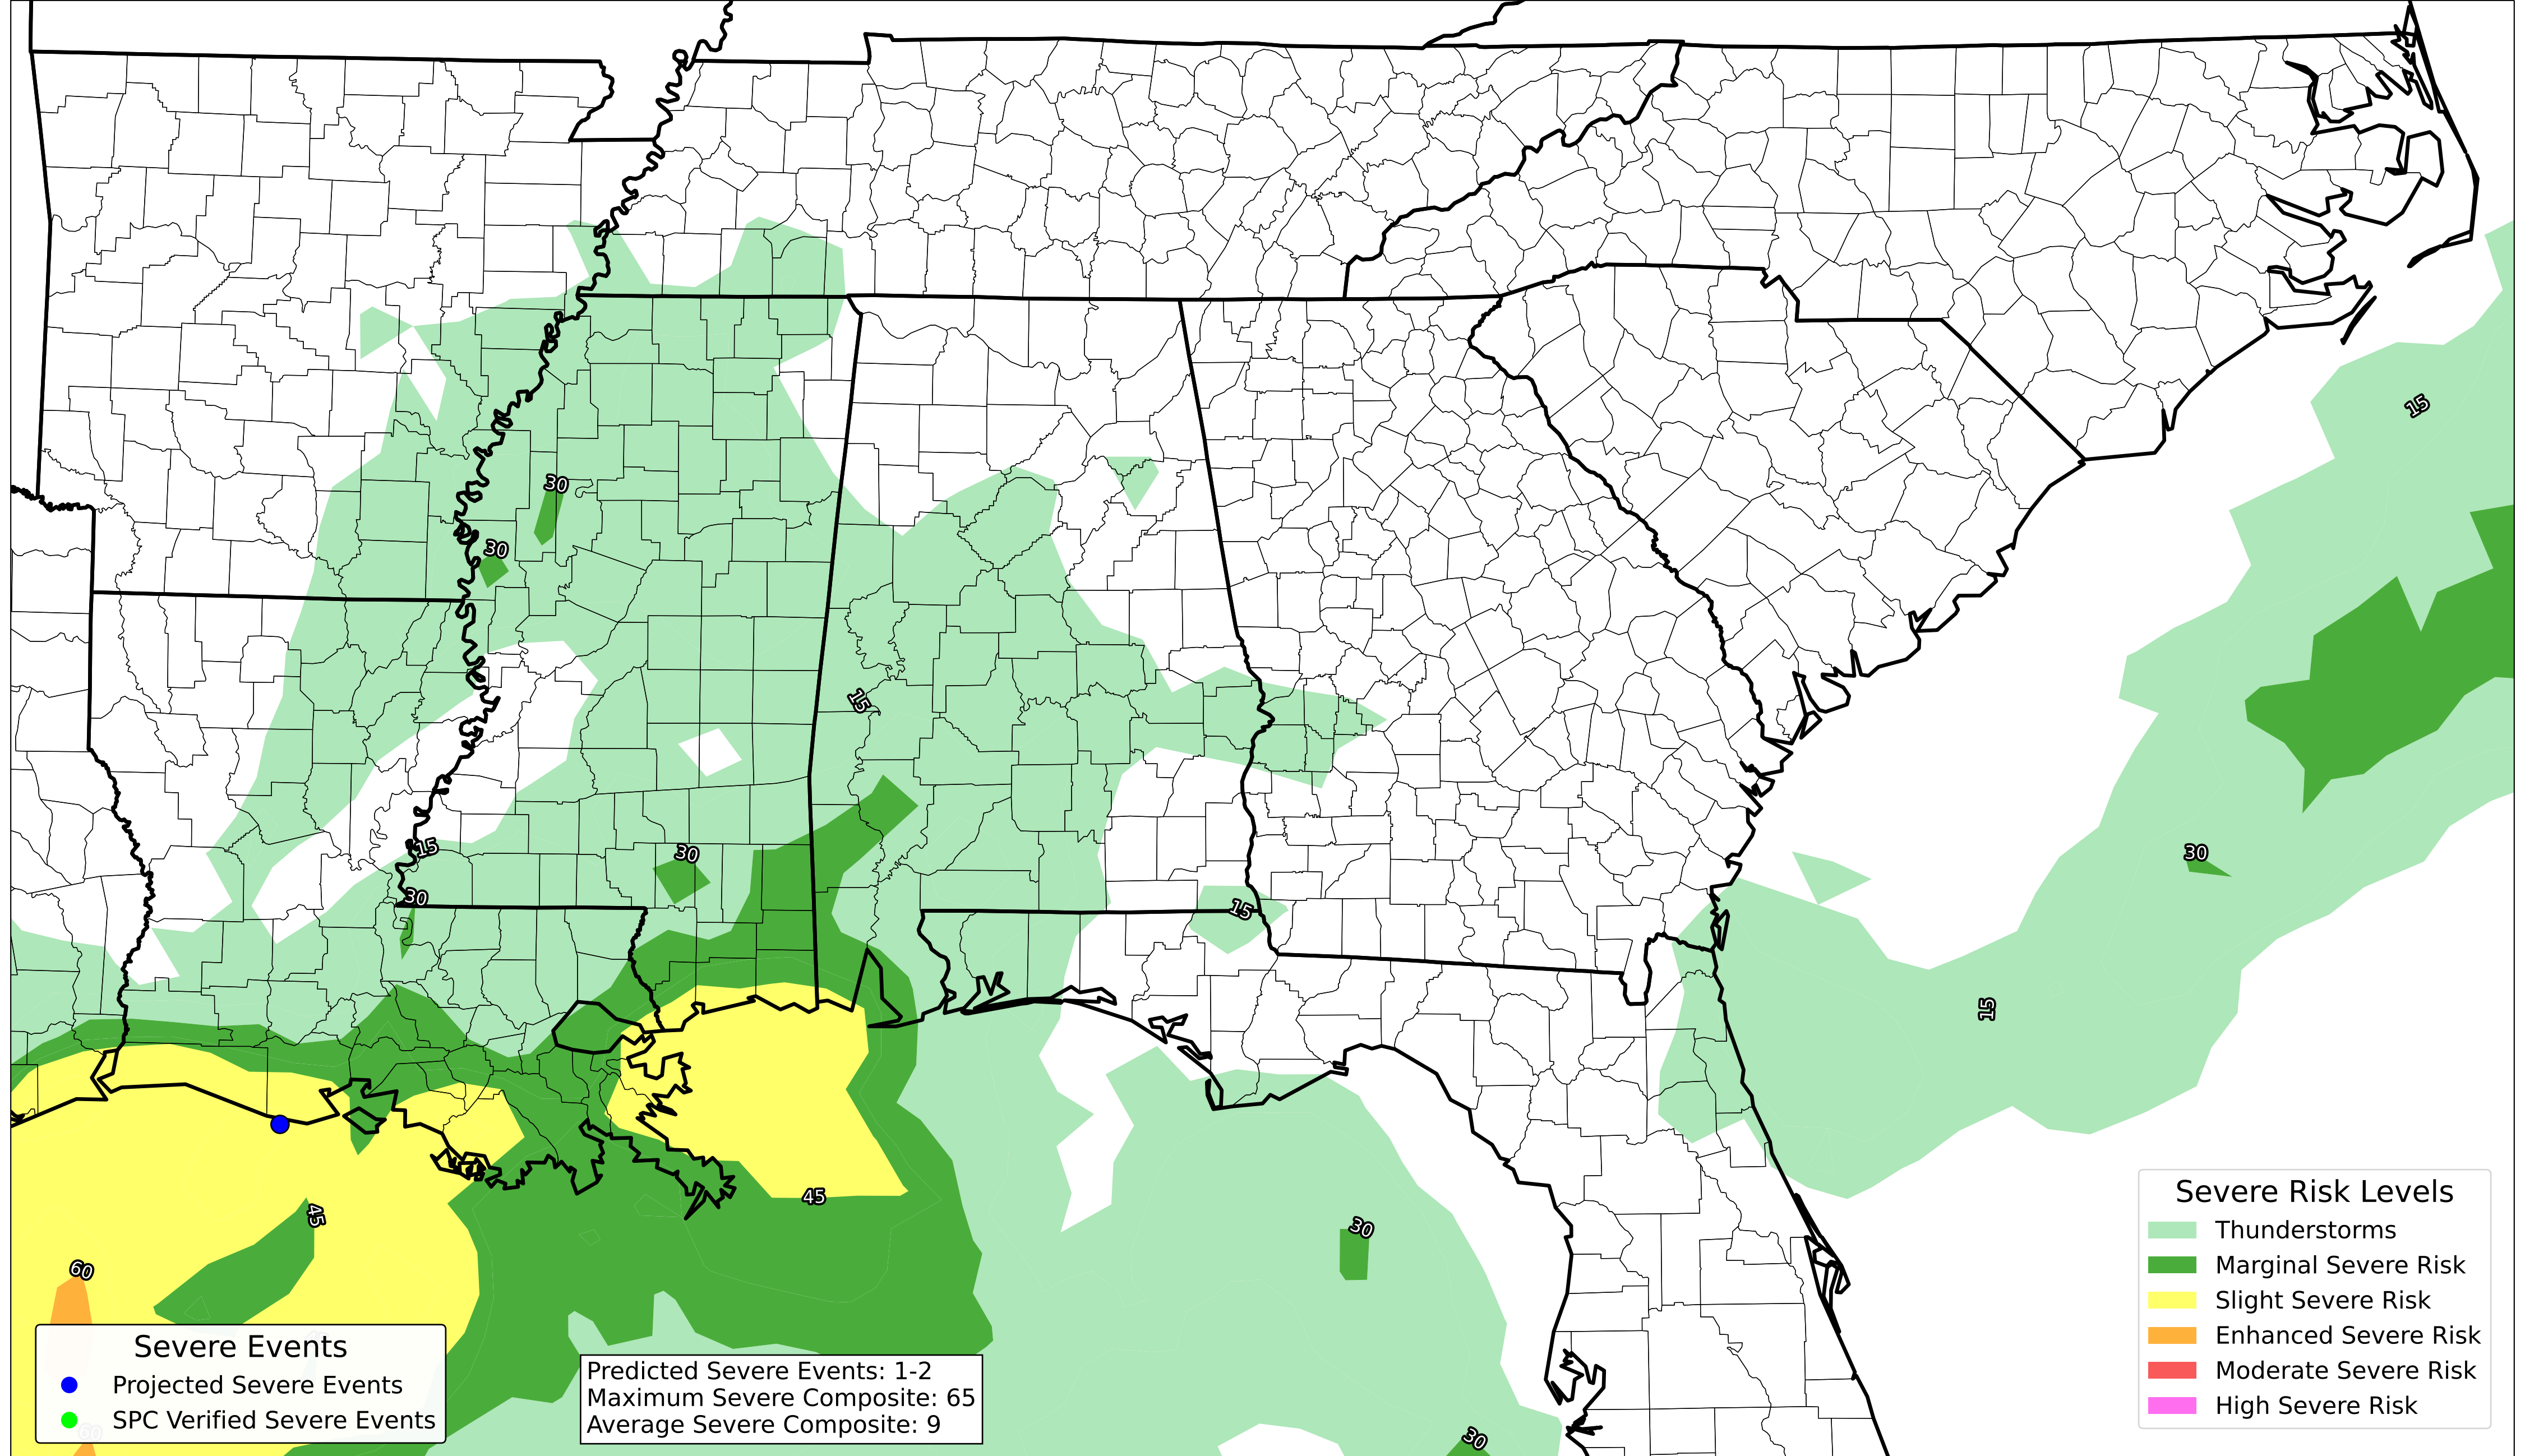 15
30
30
15
30
30
15
30
15
15
45
45
30
60
60
30
Severe Events
Projected Severe Events
SPC Verified Severe Events
Predicted Severe Events: 1-2
Maximum Severe Composite: 65
Average Severe Composite: 9
Severe Risk Levels
Thunderstorms
Marginal Severe Risk
Slight Severe Risk
Enhanced Severe Risk
Moderate Severe Risk
High Severe Risk